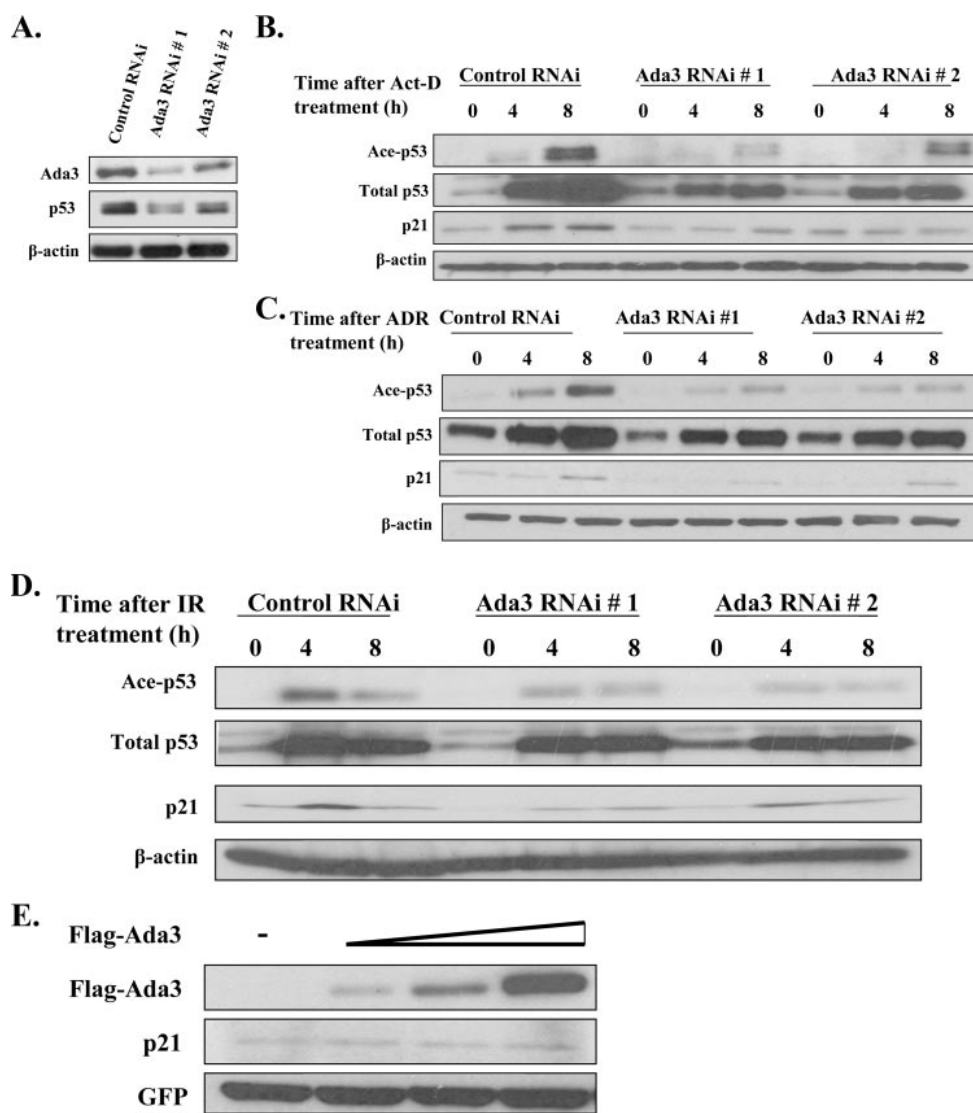 A.
Control RNAi
Ada3 RNAi # 1
Ada3 RNAi # 2
Ada3
p53
β-actin
B.
Time after Act-D
treatment (h)
Control RNAi
Ada3 RNAi # 1
Ada3 RNAi # 2
0 4 8 0 4 8 0 4 8
Ace-p53
Total p53
p21
β-actin
C.
Time after ADR
treatment (h)
Control RNAi
Ada3 RNAi #1
Ada3 RNAi #2
0 4 8 0 4 8 0 4 8
Ace-p53
Total p53
p21
β-actin
D.
Time after IR
treatment (h)
Control RNAi
Ada3 RNAi # 1
Ada3 RNAi # 2
0 4 8 0 4 8 0 4 8
Ace-p53
Total p53
p21
β-actin
E.
Flag-Ada3 -
Flag-Ada3
p21
GFP